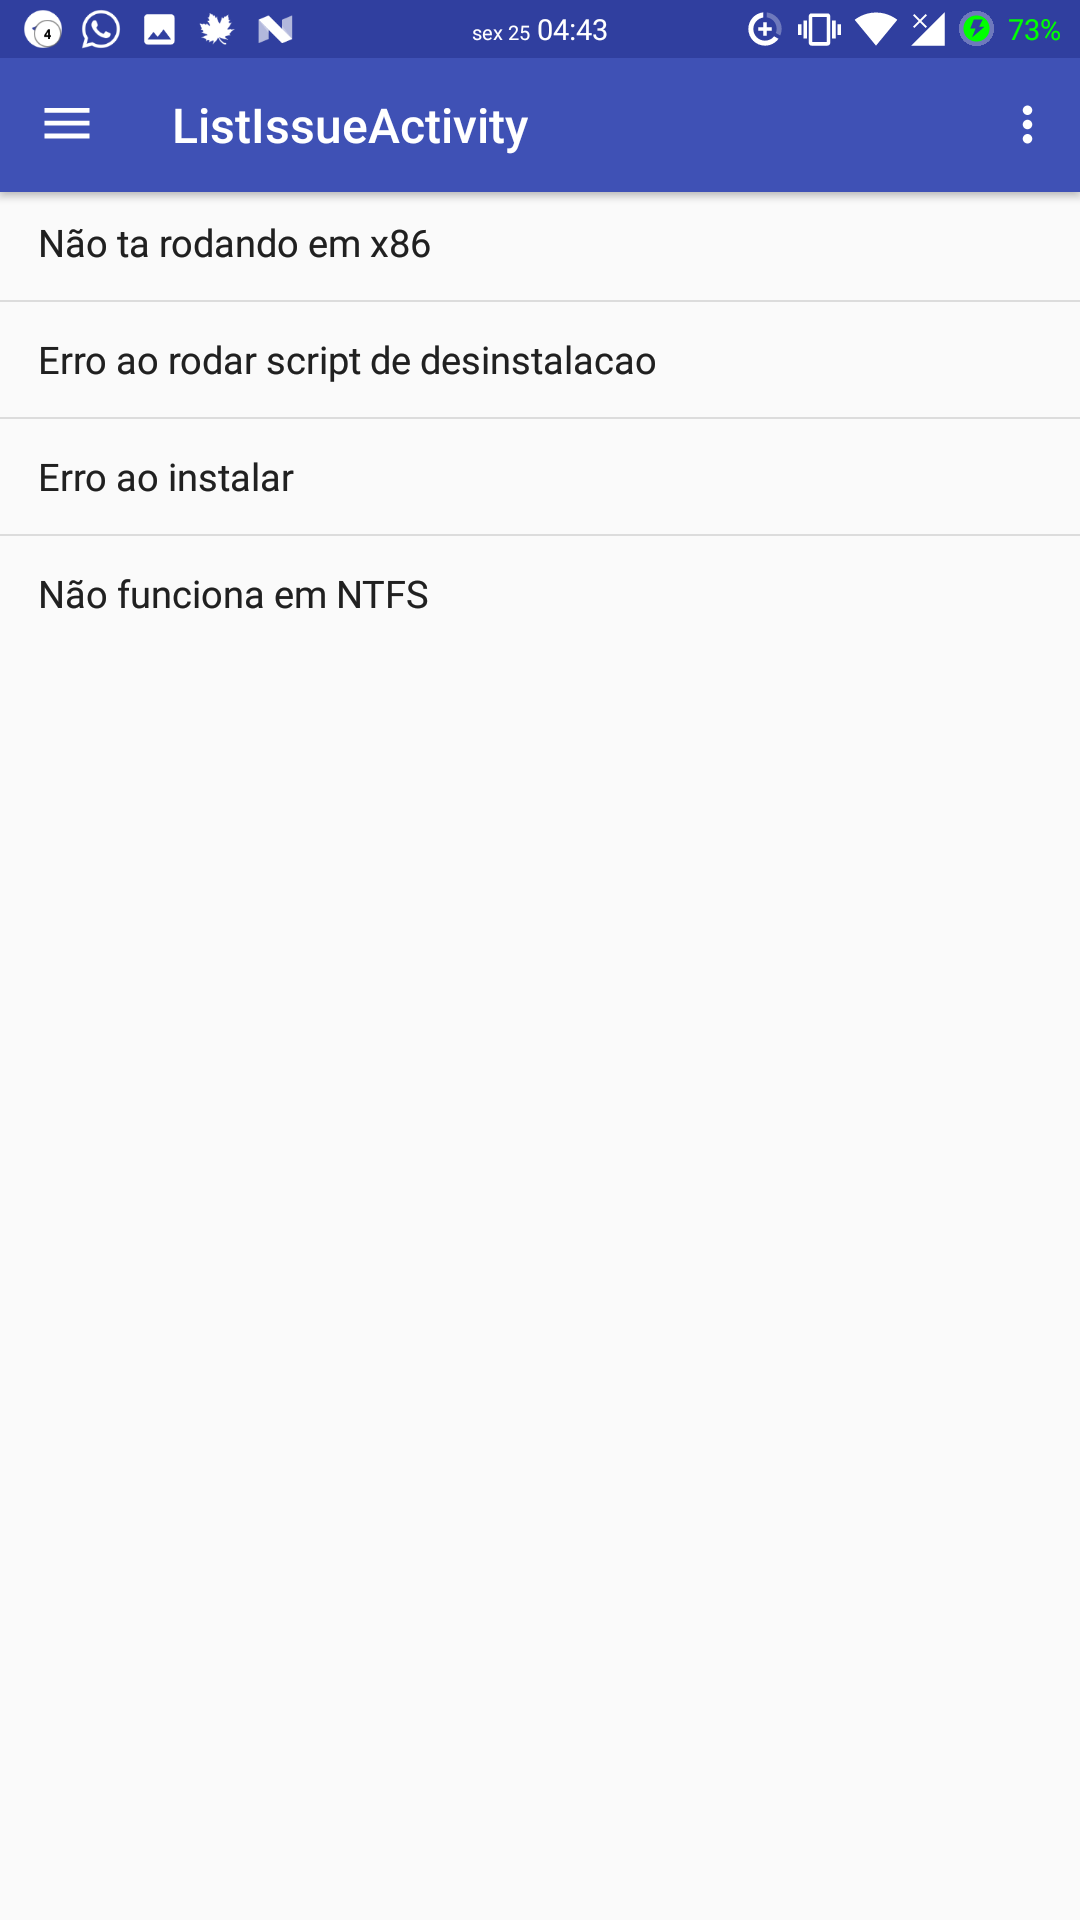 4 sex 25 04:43 73%
ListIssueActivity
Não ta rodando em x86
Erro ao rodar script de desinstalacao
Erro ao instalar
Não funciona em NTFS